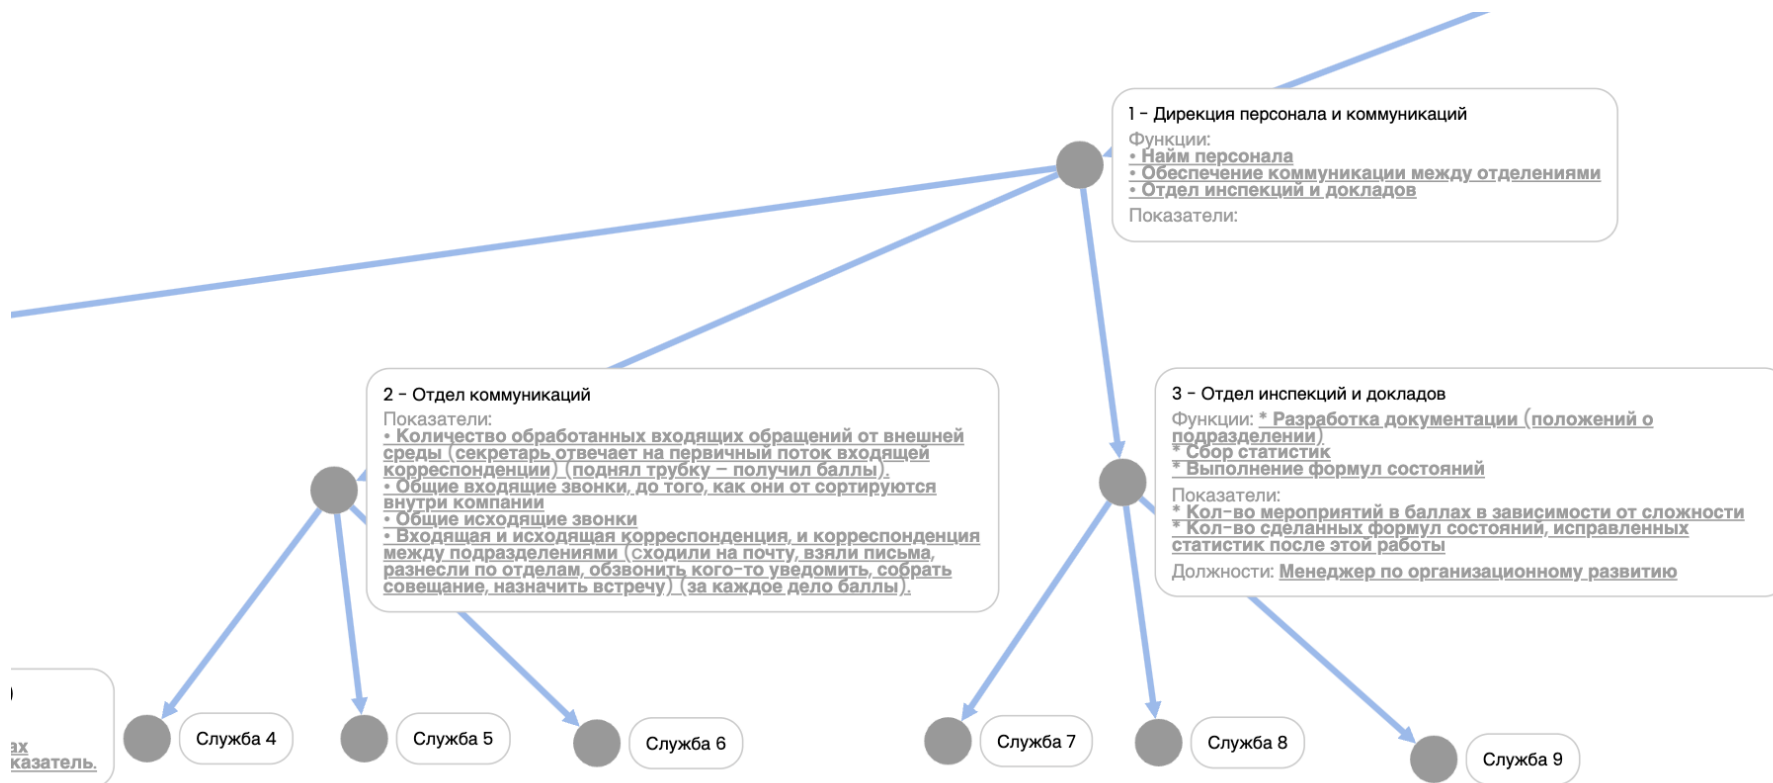 1 – Дирекция персонала и коммуникаций
Функции:
• Найм персонала
• Обеспечение коммуникации между отделениями
• Отдел инспекций и докладов
Показатели:
2 – Отдел коммуникаций
Показатели:
• Количество обработанных входящих обращений от внешней
среды (секретарь отвечает на первичный поток входящей
корреспонденции) (поднял трубку – получил баллы).
• Общие входящие звонки, до того, как они от сортируются
внутри компании
• Общие исходящие звонки
• Входящая и исходящая корреспонденция, и корреспонденция
между подразделениями (сходили на почту, взяли письма,
разнесли по отделам, обзвонить кого-то уведомить, собрать
совещание, назначить встречу) (за каждое дело баллы).
3 – Отдел инспекций и докладов
Функции: * Разработка документации (положений о
подразделении)
* Сбор статистик
* Выполнение формул состояний
Показатели:
* Кол-во мероприятий в баллах в зависимости от сложности
* Кол-во сделанных формул состояний, исправленных
статистик после этой работы
Должности: Менеджер по организационному развитию
)
ах
казатель.
Служба 4
Служба 5
Служба 6
Служба 7
Служба 8
Служба 9